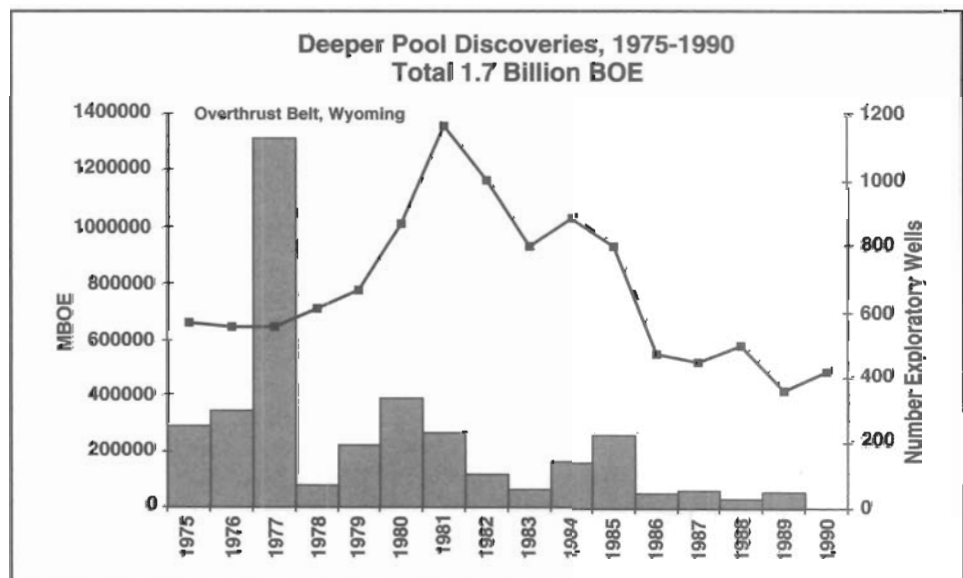 Deeper Pool Discoveries, 1975-1990
Total 1.7 Billion BOE
Overthrust Belt, Wyoming
MBOE
1400000
1200000
1000000
800000
600000
400000
200000
0
Number Exploratory Wells
1200
1000
800
600
400
200
0
1975 1976 1977 1978 1979 1980 1981 1982 1983 1984 1985 1986 1987 1988 1989 1990